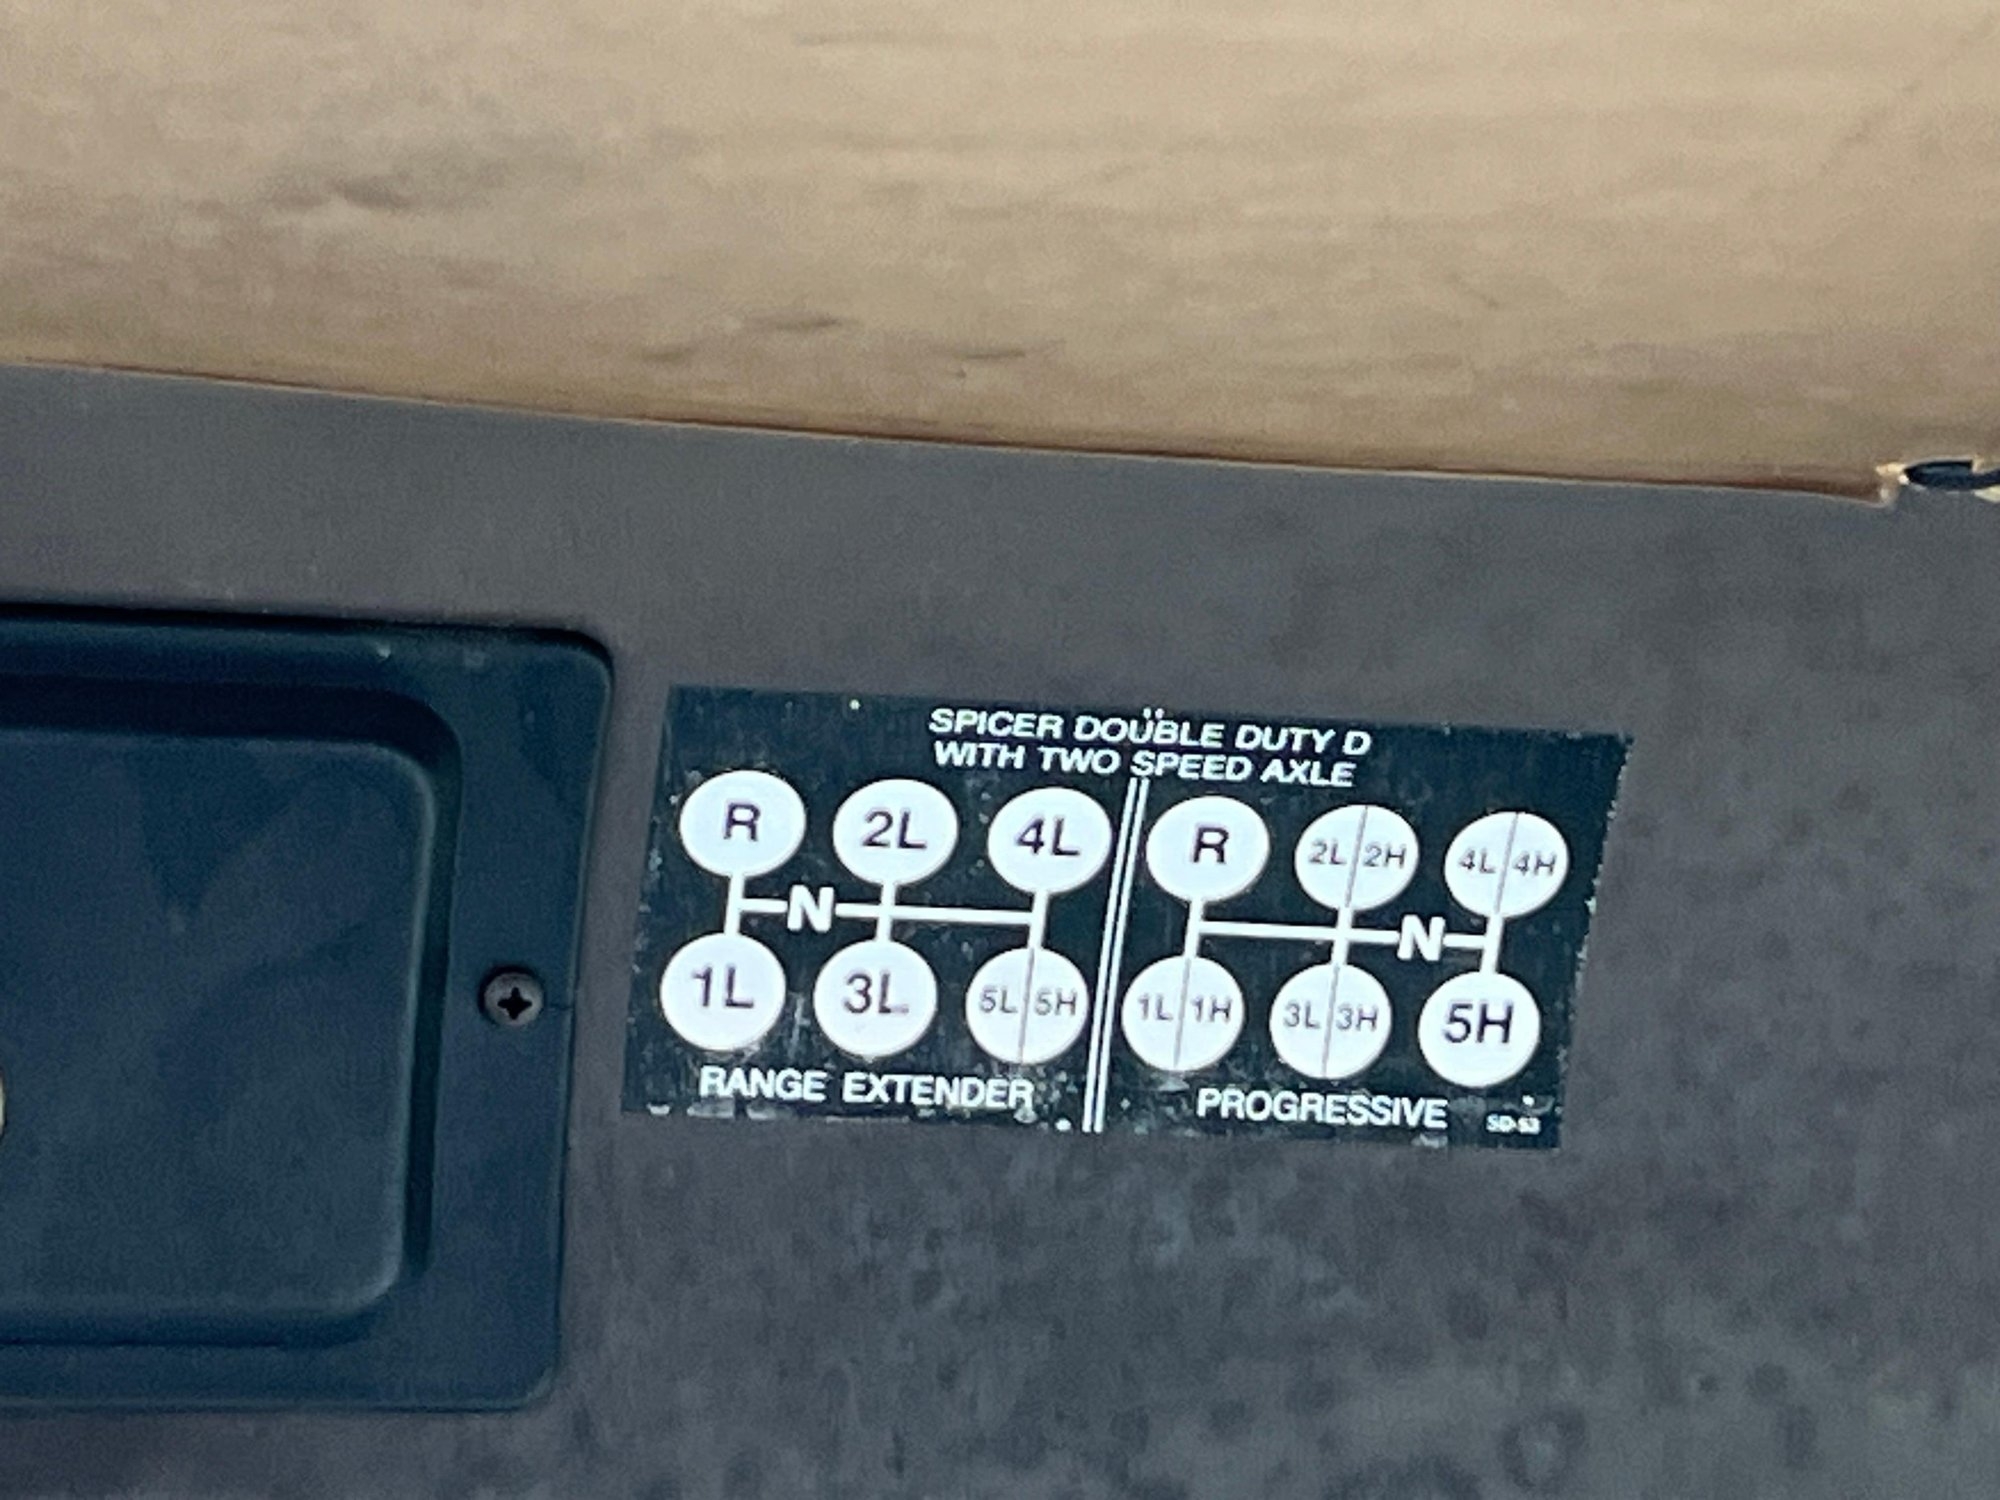 SPICER DOUBLE DUTY D
WITH TWO SPEED AXLE
R 2L 4L
N
1L 3L 5L 5H
RANGE EXTENDER
R 2L 2H 4L 4H
N
1L 1H 3L 3H 5H
PROGRESSIVE
SD-53